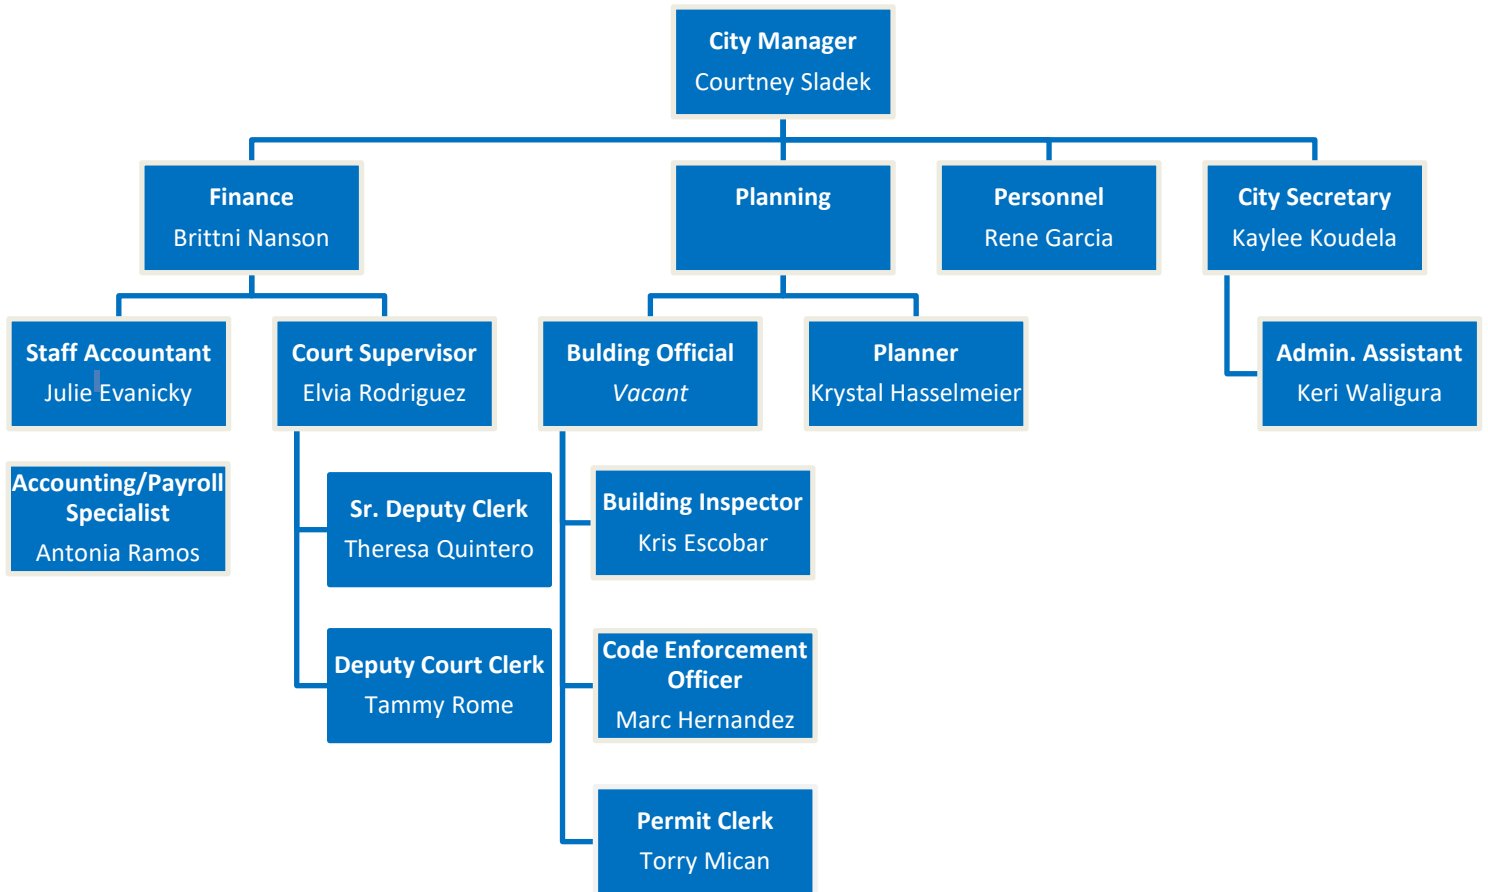 City Manager
Courtney Sladek
Finance
Brittni Nanson
Planning
Personnel
Rene Garcia
City Secretary
Kaylee Koudela
Staff Accountant
Julie Evanicky
Court Supervisor
Elvia Rodriguez
Bulding Official
Vacant
Planner
Krystal Hasselmeier
Admin. Assistant
Keri Waligura
Accounting/Payroll
Specialist
Antonia Ramos
Sr. Deputy Clerk
Theresa Quintero
Building Inspector
Kris Escobar
Deputy Court Clerk
Tammy Rome
Code Enforcement
Officer
Marc Hernandez
Permit Clerk
Torry Mican